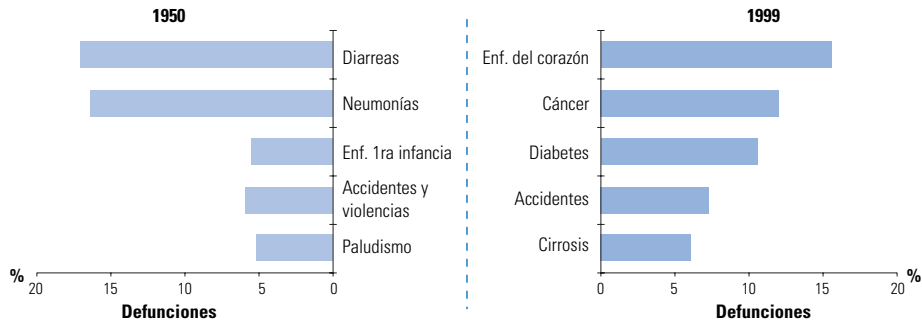 1950
Diarreas
Neumonías
Enf. 1ra infancia
Accidentes y
violencias
Paludismo
%
20 15 10 5 0
Defunciones
1999
Enf. del corazón
Cáncer
Diabetes
Accidentes
Cirrosis
0 5 10 15 20
%
Defunciones